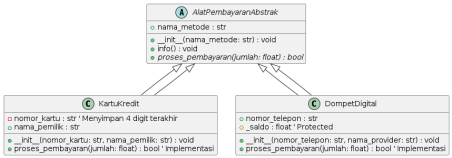 A AlatPembayaranAbstrak
nama_metode : str
__init__(nama_metode: str) : void
info() : void
proses_pembayaran(jumlah: float) : bool
C KartuKredit
nomor_kartu : str ' Menyimpan 4 digit terakhir
nama_pemilik : str
__init__(nomor_kartu: str, nama_pemilik: str) : void
proses_pembayaran(jumlah: float) : bool ' Implementasi
C DompetDigital
nomor_telepon : str
_saldo : float ' Protected
__init__(nomor_telepon: str, nama_provider: str) : void
proses_pembayaran(jumlah: float) : bool ' Implementasi